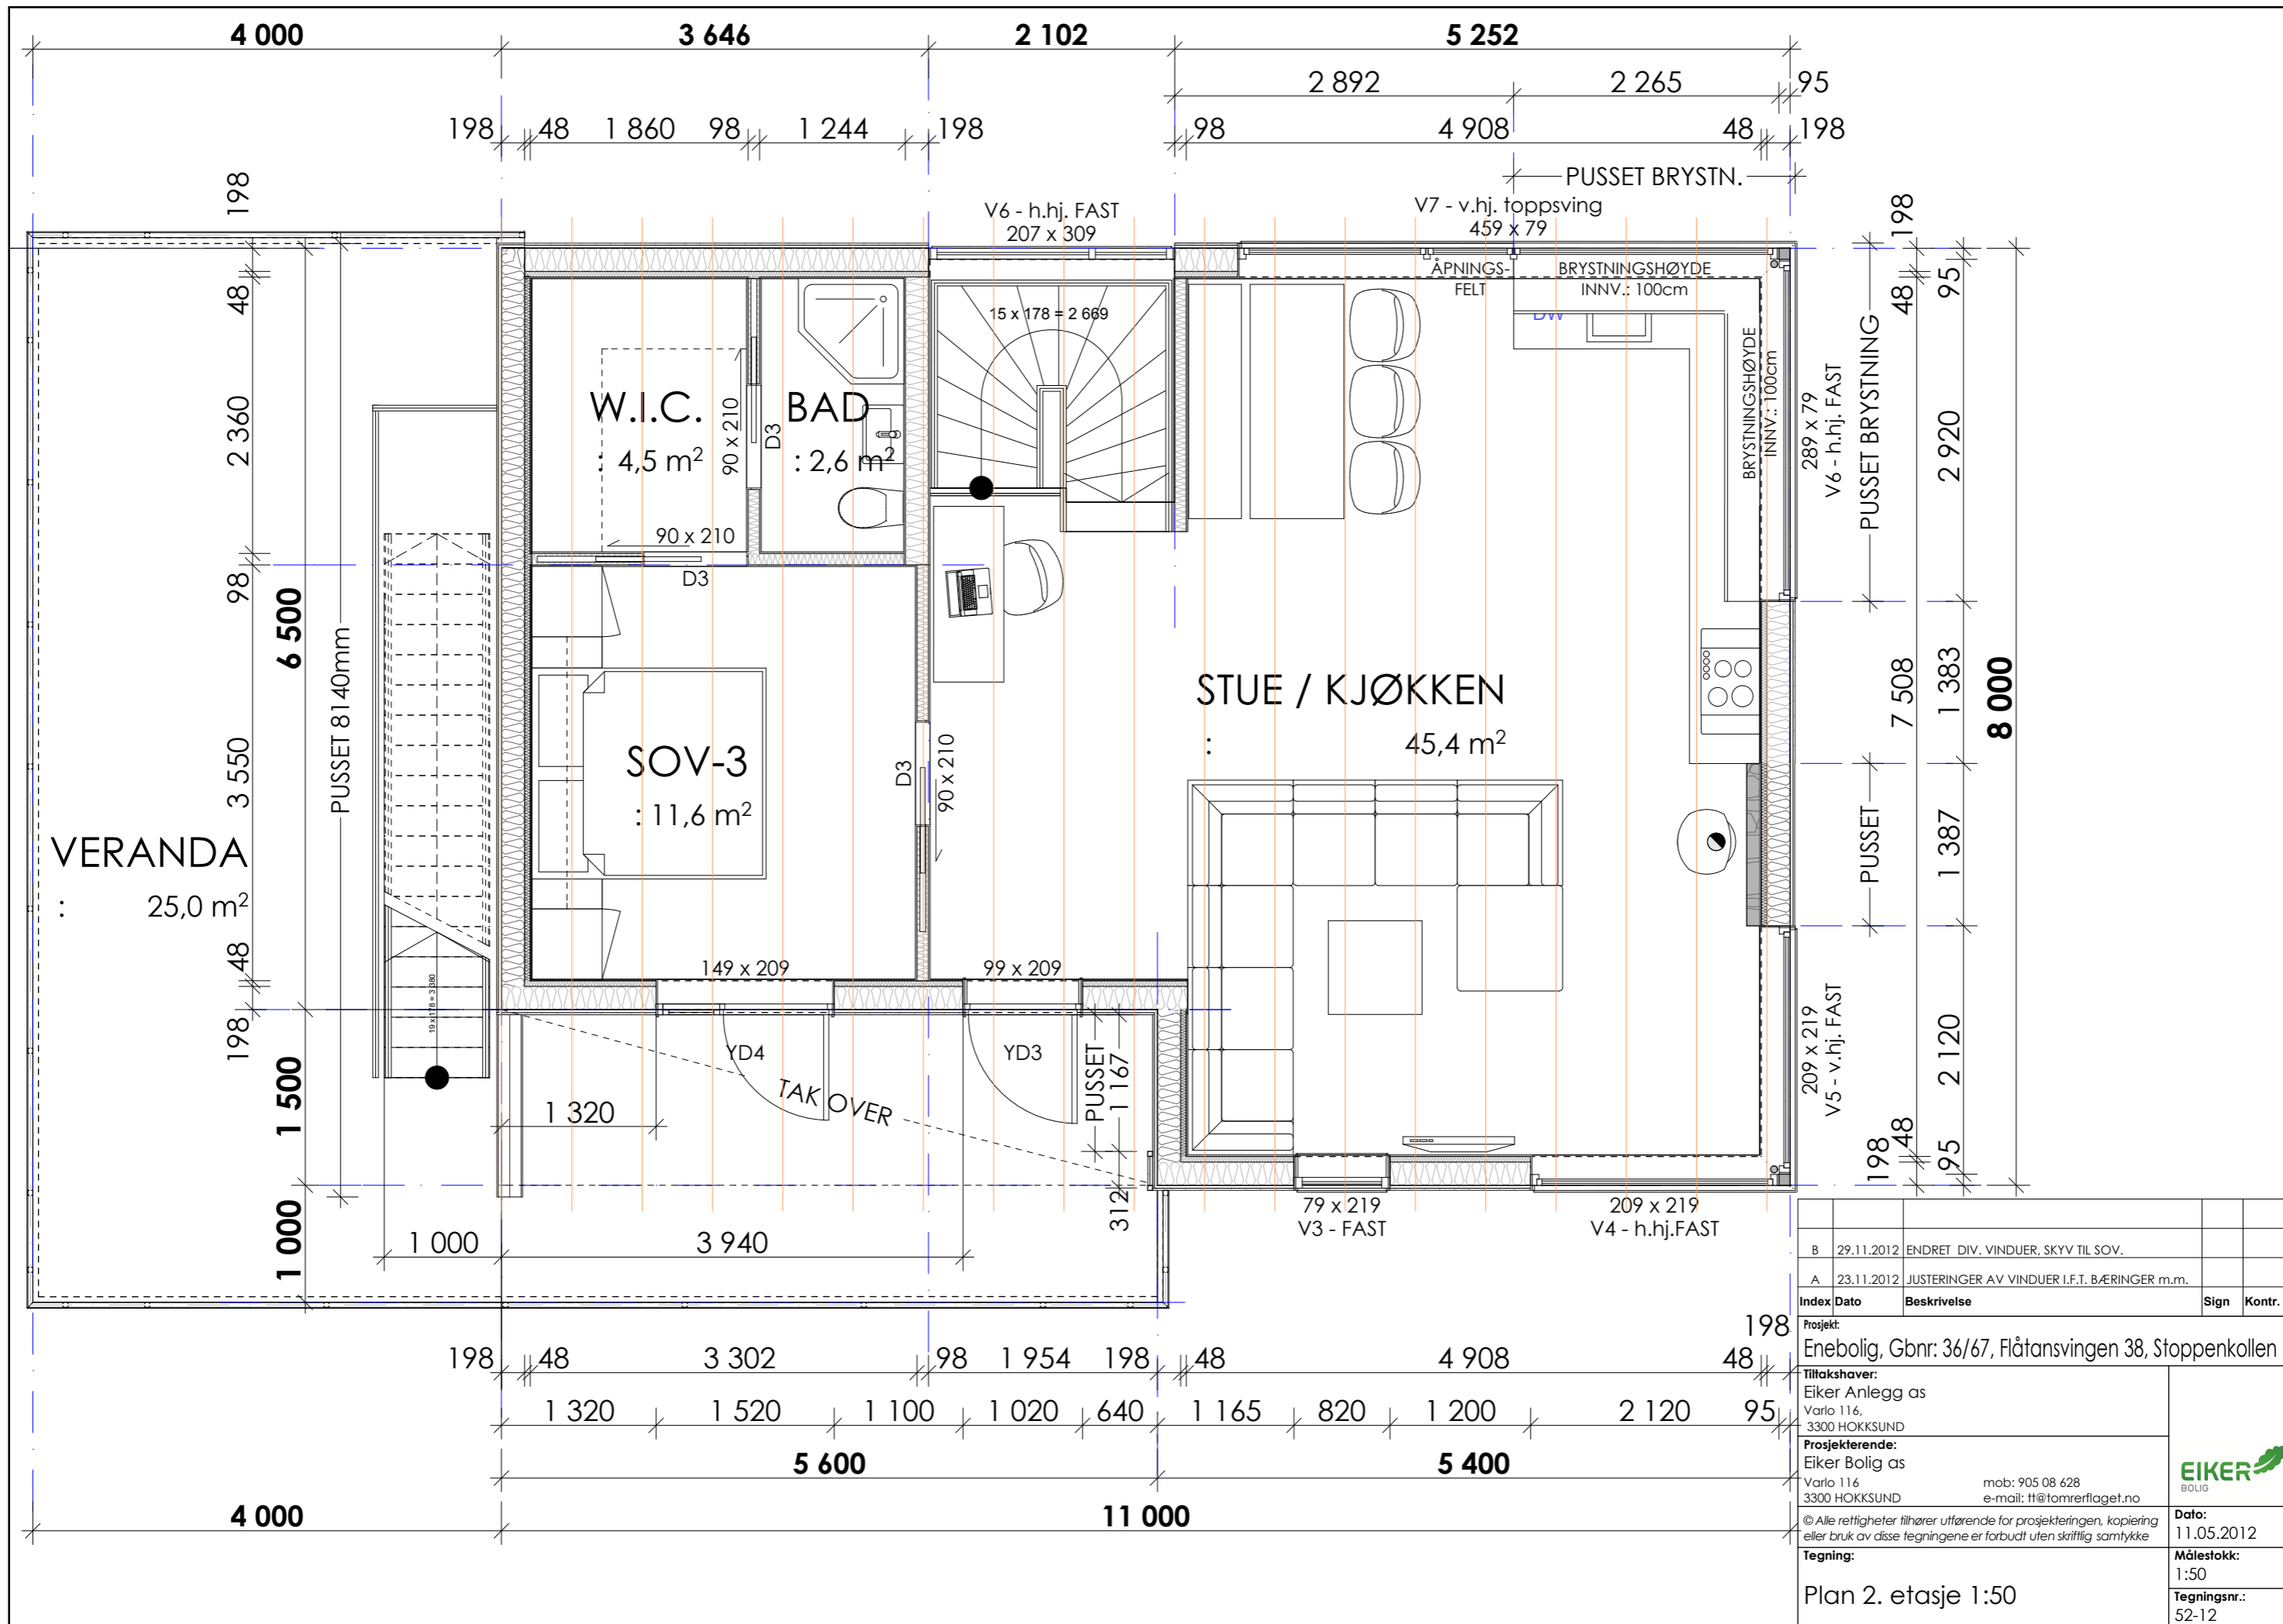 4 000 3 646 2 102 5 252
2 892 2 265 95
198 48 1 860 98 1 244 198 98 4 908 48 198
PUSSET BRYSTN.
V6 - h.hj. FAST
207 x 309
V7 - v.hj. toppsving
459 x 79
ÅPNINGS-
FELT
BRYSTNINGSHØYDE
INNV.: 100cm
15 x 178 = 2 669
DW
BRYSTNINGSHØYDE
INNV.: 100cm
289 x 79
V6 - h.hj. FAST
PUSSET BRYSTNING
198
48
95
2 920
7 508
1 383
8 000
PUSSET
1 387
209 x 219
V5 - v.hj. FAST
2 120
198
48
95
198
48
2 360
98
6 500
3 550
48
198
1 500
1 000
PUSSET 8140mm
W.I.C.
: 4,5 m²
90 x 210
D3
BAD
: 2,6 m²
90 x 210
D3
SOV-3
: 11,6 m²
D3
90 x 210
STUE / KJØKKEN
: 45,4 m²
VERANDA
: 25,0 m²
19 x 178 = 3 380
149 x 209
99 x 209
YD4
YD3
TAK OVER
PUSSET
1 167
312
1 320
1 000 3 940
79 x 219
V3 - FAST
209 x 219
V4 - h.hj.FAST
198 48 3 302 98 1 954 198 48 4 908 48 198
1 320 1 520 1 100 1 020 640 1 165 820 1 200 2 120 95
5 600 5 400
4 000 11 000
B 29.11.2012 ENDRET DIV. VINDUER, SKYV TIL SOV.
A 23.11.2012 JUSTERINGER AV VINDUER I.F.T. BÆRINGER m.m.
Index Dato Beskrivelse Sign Kontr.
Prosjekt:
Enebolig, Gbnr: 36/67, Flåtansvingen 38, Stoppenkollen
Tiltakshaver:
Eiker Anlegg as
Varlo 116,
3300 HOKKSUND
Prosjekterende:
Eiker Bolig as
Varlo 116 mob: 905 08 628
3300 HOKKSUND e-mail: tt@tomrerflaget.no
EIKER
BOLIG
© Alle rettigheter tilhører utførende for prosjekteringen, kopiering
eller bruk av disse tegningene er forbudt uten skriftlig samtykke
Dato:
11.05.2012
Tegning:
Plan 2. etasje 1:50
Målestokk:
1:50
Tegningsnr.:
52-12